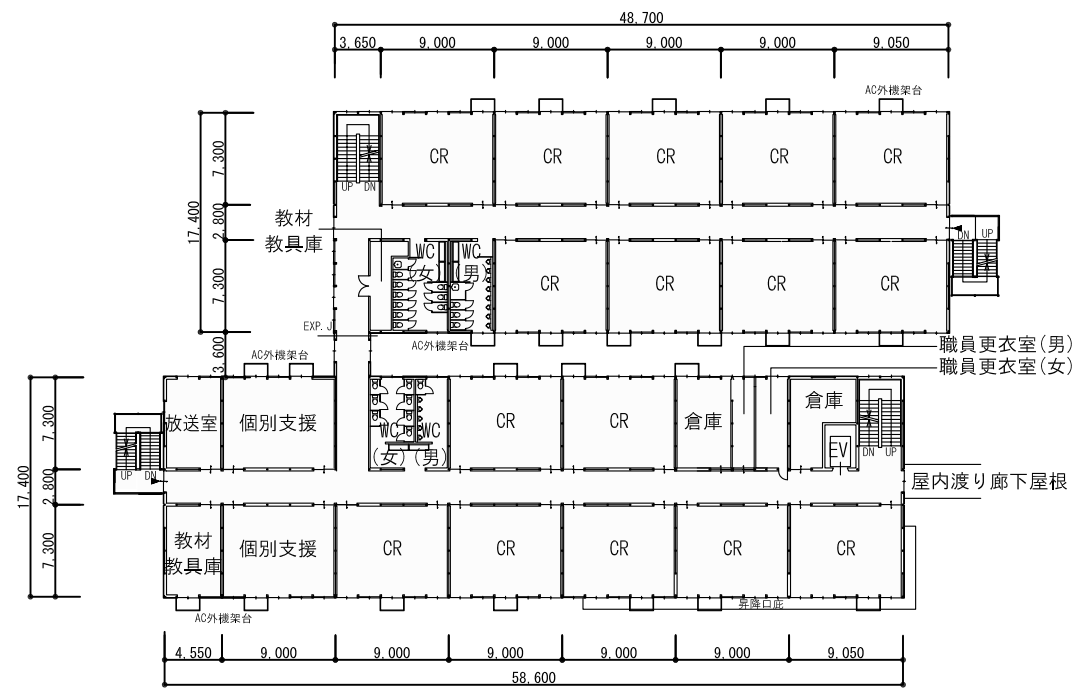 48,700
3,650 9,000 9,000 9,000 9,000 9,050
AC外機架台
17,400
7,300
2,800
7,300
3,600
CR CR CR CR CR
UP DN
教材
教具庫
WC
(女)
WC
(男)
DN UP
CR CR CR CR
EXP.J
AC外機架台
AC外機架台
職員更衣室(男)
職員更衣室(女)
17,400
7,300
2,800
7,300
放送室
個別支援
WC
(女)
WC
(男)
CR CR
倉庫
倉庫
EV
DN UP
UP DN
屋内渡り廊下屋根
教材
教具庫
個別支援
CR CR CR CR CR
昇降口庇
AC外機架台
4,550 9,000 9,000 9,000 9,000 9,000 9,050
58,600